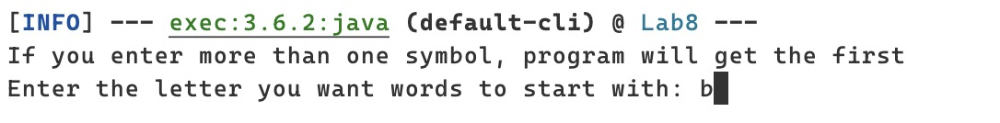 [INFO] --- exec:3.6.2:java (default-cli) @ Lab8 ---
If you enter more than one symbol, program will get the first
Enter the letter you want words to start with: b